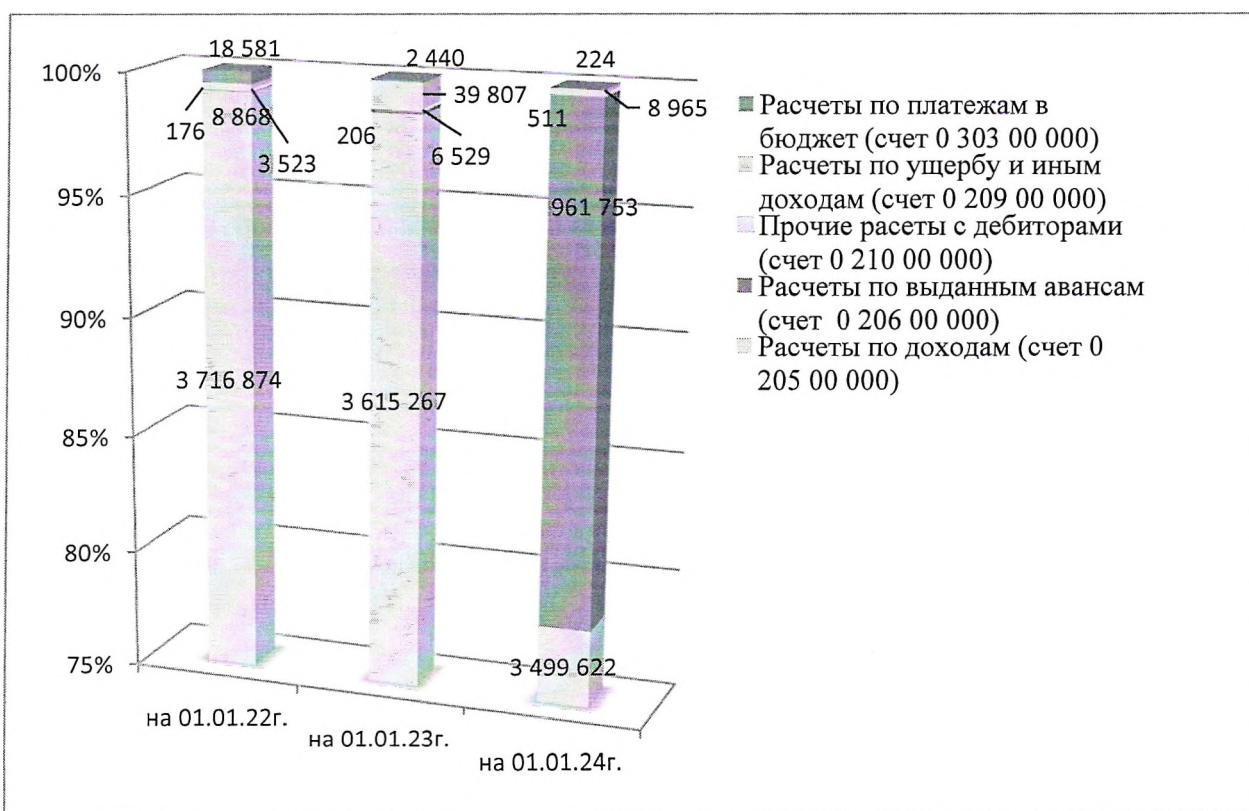 18 581
2 440
224
100%
39 807
8 965
176
8 868
206
511
3 523
6 529
95%
961 753
90%
3 716 874
3 615 267
85%
80%
75%
3 499 622
на 01.01.22г.
на 01.01.23г.
на 01.01.24г.
Расчеты по платежам в
бюджет (счет 0 303 00 000)
Расчеты по ущербу и иным
доходам (счет 0 209 00 000)
Прочие расеты с дебиторами
(счет 0 210 00 000)
Расчеты по выданным авансам
(счет 0 206 00 000)
Расчеты по доходам (счет 0
205 00 000)